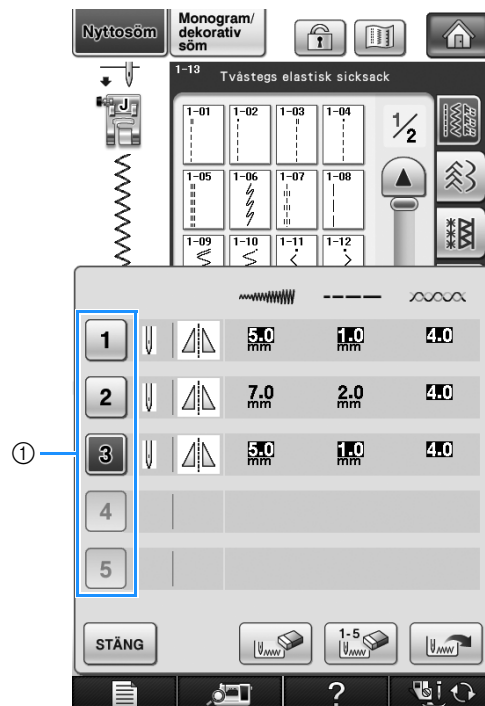 Nyttosöm
Monogram/
dekorativ
söm
1-13 Tvåstegs elastisk sicksack
J
1-01 1-02 1-03 1-04
1/2
1-05 1-06 1-07 1-08
1-09 1-10 1-11 1-12
1 5.0 mm 1.0 mm 4.0
2 7.0 mm 2.0 mm 4.0
① 3 5.0 mm 1.0 mm 4.0
4
5
STÄNG 1-5
? i